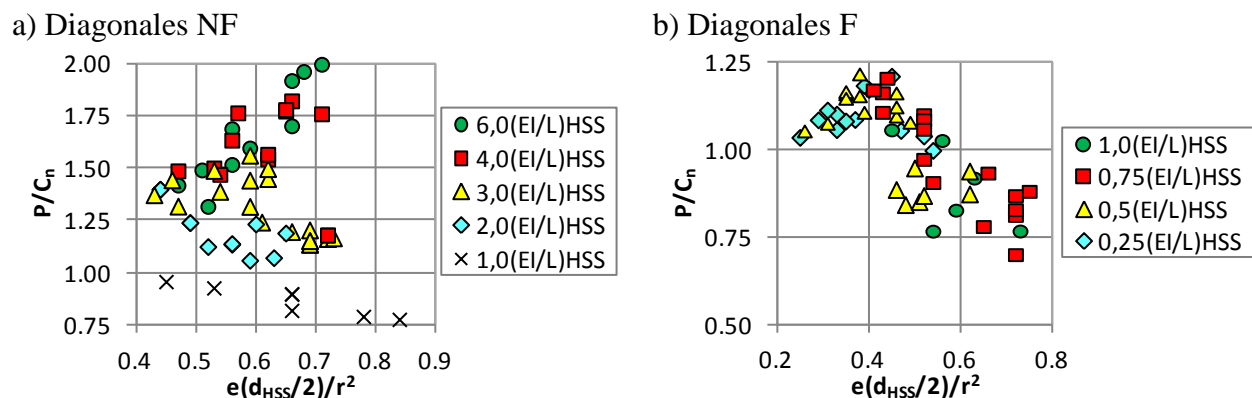 a) Diagonales NF
2.00
1.75
1.50
1.25
1.00
0.75
P/Cn
0.4 0.5 0.6 0.7 0.8 0.9
e(dHSS/2)/r²
6,0(EI/L)HSS
4,0(EI/L)HSS
3,0(EI/L)HSS
2,0(EI/L)HSS
1,0(EI/L)HSS
b) Diagonales F
1.25
1.00
0.75
0.50
P/Cn
0.2 0.4 0.6 0.8
e(dHSS/2)/r²
1,0(EI/L)HSS
0,75(EI/L)HSS
0,5(EI/L)HSS
0,25(EI/L)HSS